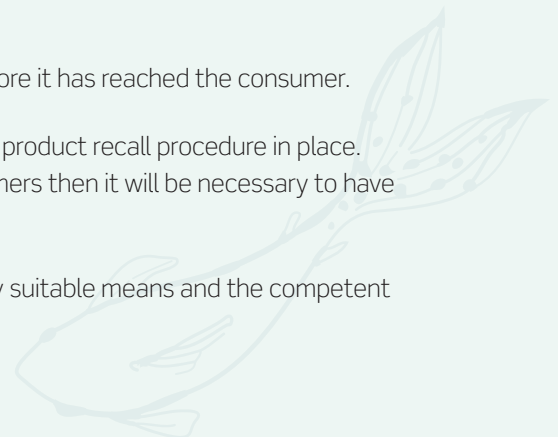 ore it has reached the consumer.
product recall procedure in place.
ners then it will be necessary to have
suitable means and the competent